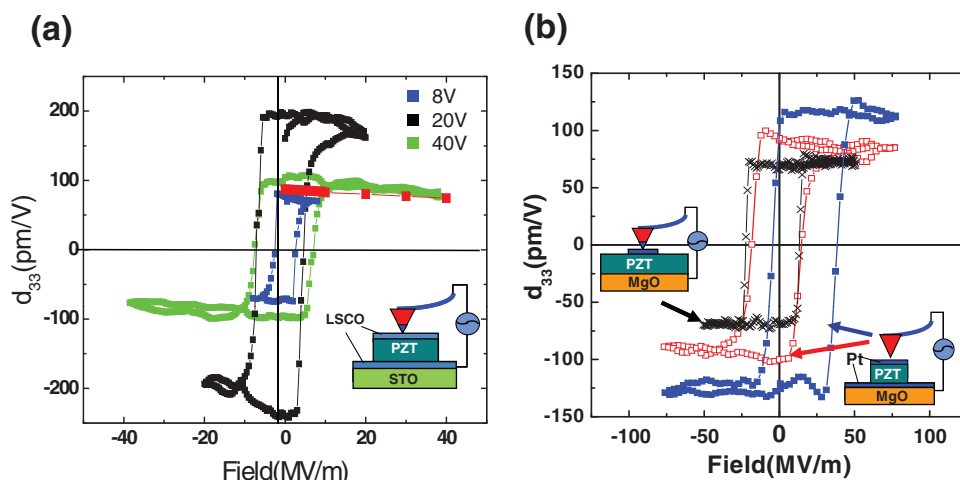 (a)
200
100
0
-100
-200
d33(pm/V)
-40
-20
0
20
40
Field(MV/m)
8V
20V
40V
LSCO
PZT
STO
(b)
150
100
50
0
-50
-100
-150
d33(pm/V)
-100
-50
0
50
100
Field(MV/m)
PZT
MgO
Pt
PZT
MgO